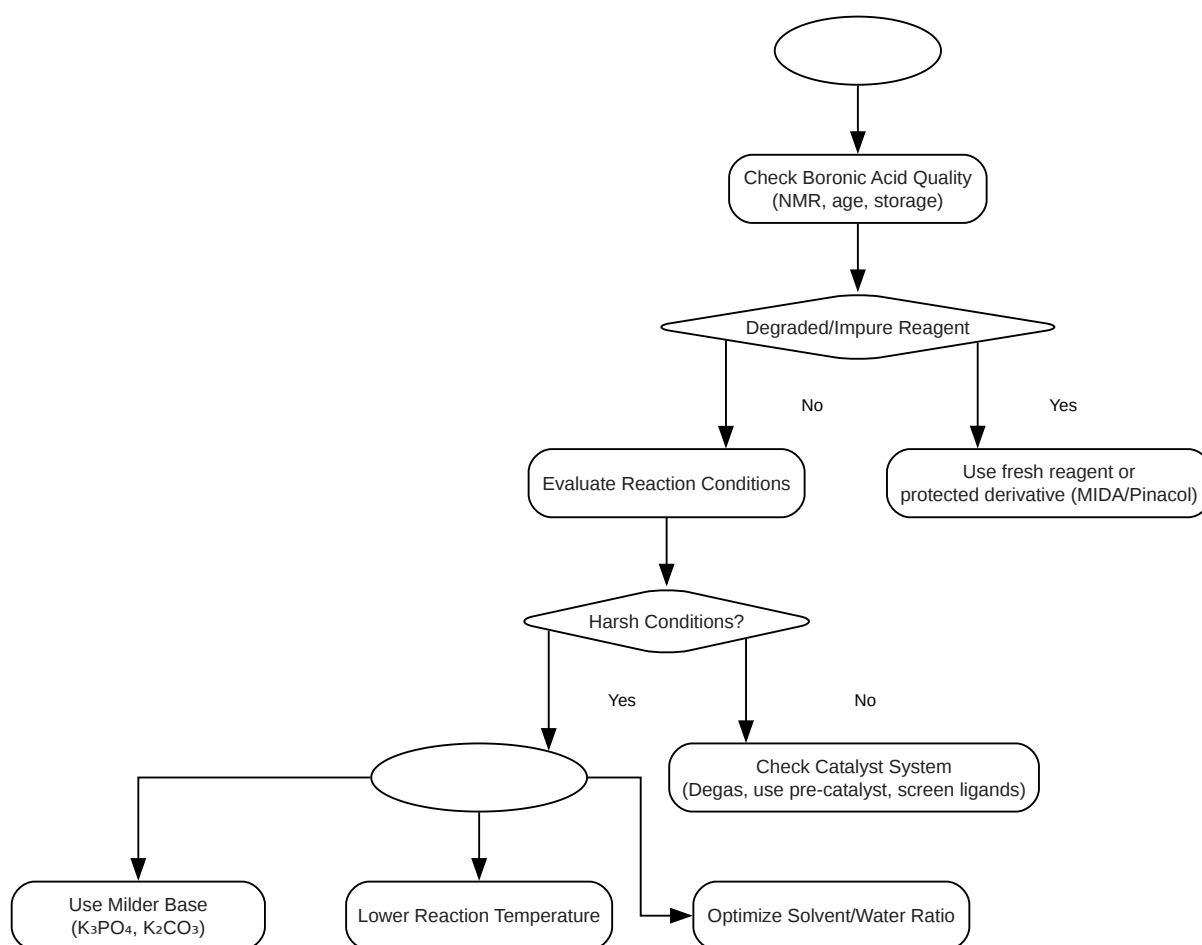 Check Boronic Acid Quality
(NMR, age, storage)
Degraded/Impure Reagent
No
Yes
Evaluate Reaction Conditions
Use fresh reagent or
protected derivative (MIDA/Pinacol)
Harsh Conditions?
Yes
No
Check Catalyst System
(Degas, use pre-catalyst, screen ligands)
Use Milder Base
(K₃PO₄, K₂CO₃)
Lower Reaction Temperature
Optimize Solvent/Water Ratio